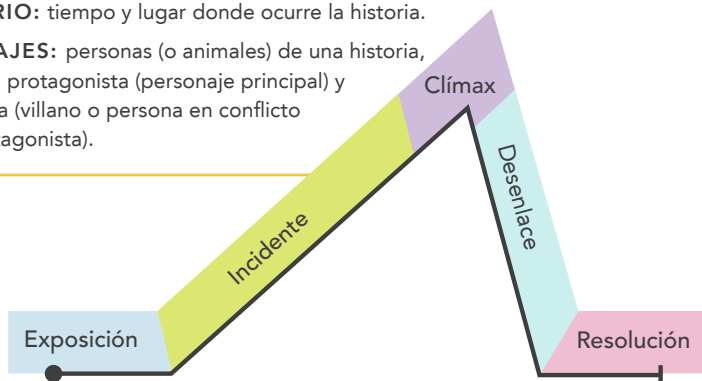 RIO: tiempo y lugar donde ocurre la historia.
AJES: personas (o animales) de una historia,
protagonista (personaje principal) y
a (villano o persona en conflicto
tagonista).
Clímax
Desenlace
Incidente
Exposición
Resolución